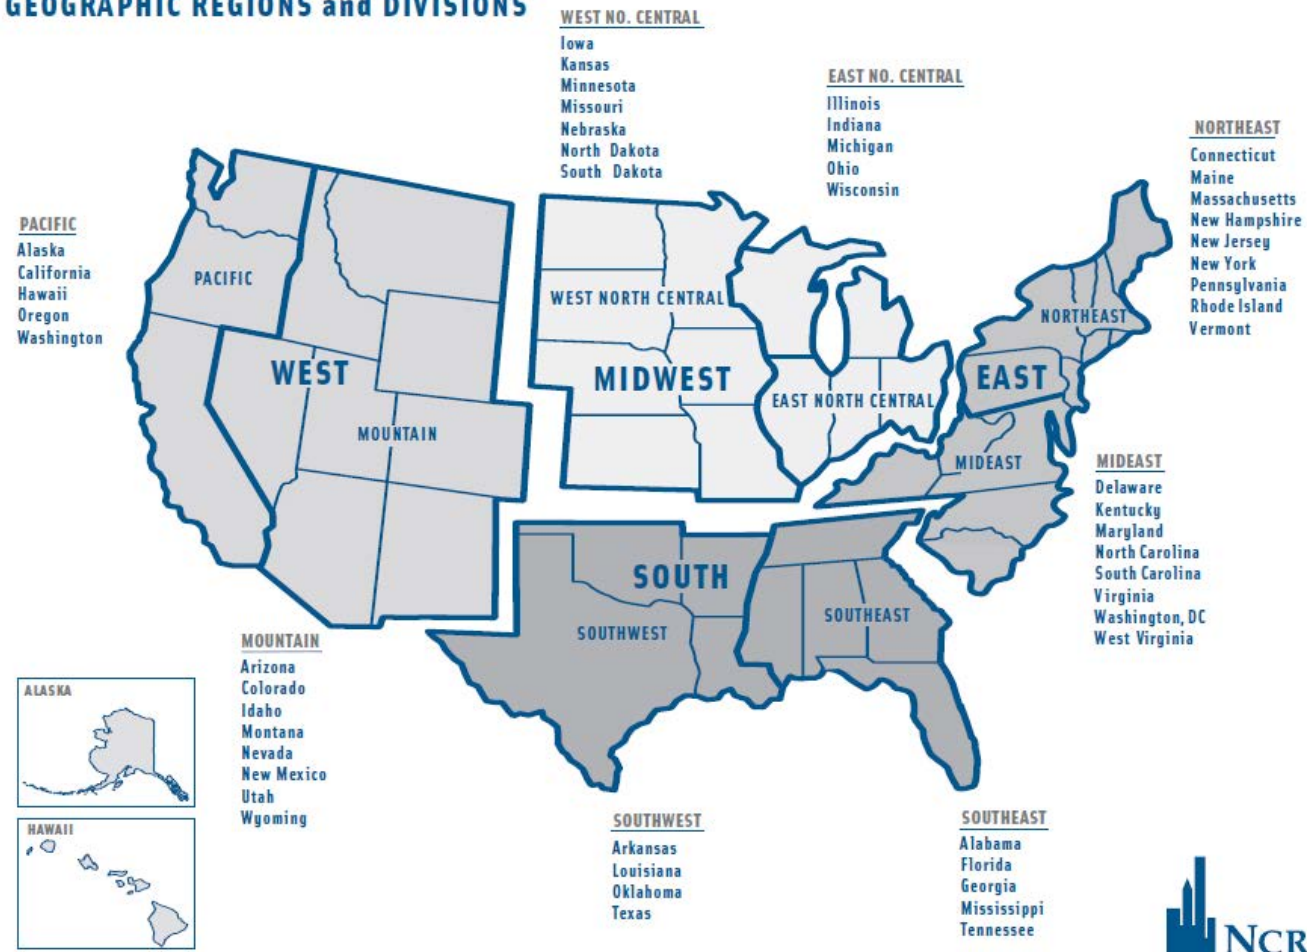 GEOGRAPHIC REGIONS and DIVISIONS
WEST NO. CENTRAL
Iowa
Kansas
Minnesota
Missouri
Nebraska
North Dakota
South Dakota
EAST NO. CENTRAL
Illinois
Indiana
Michigan
Ohio
Wisconsin
NORTHEAST
Connecticut
Maine
Massachusetts
New Hampshire
New Jersey
New York
Pennsylvania
Rhode Island
Vermont
PACIFIC
Alaska
California
Hawaii
Oregon
Washington
PACIFIC
WEST
MOUNTAIN
WEST NORTH CENTRAL
MIDWEST
EAST NORTH CENTRAL
NORTHEAST
EAST
MIDEAST
MIDEAST
Delaware
Kentucky
Maryland
North Carolina
South Carolina
Virginia
Washington, DC
West Virginia
SOUTH
SOUTHWEST
SOUTHEAST
MOUNTAIN
Arizona
Colorado
Idaho
Montana
Nevada
New Mexico
Utah
Wyoming
ALASKA
HAWAII
SOUTHWEST
Arkansas
Louisiana
Oklahoma
Texas
SOUTHEAST
Alabama
Florida
Georgia
Mississippi
Tennessee
NCR